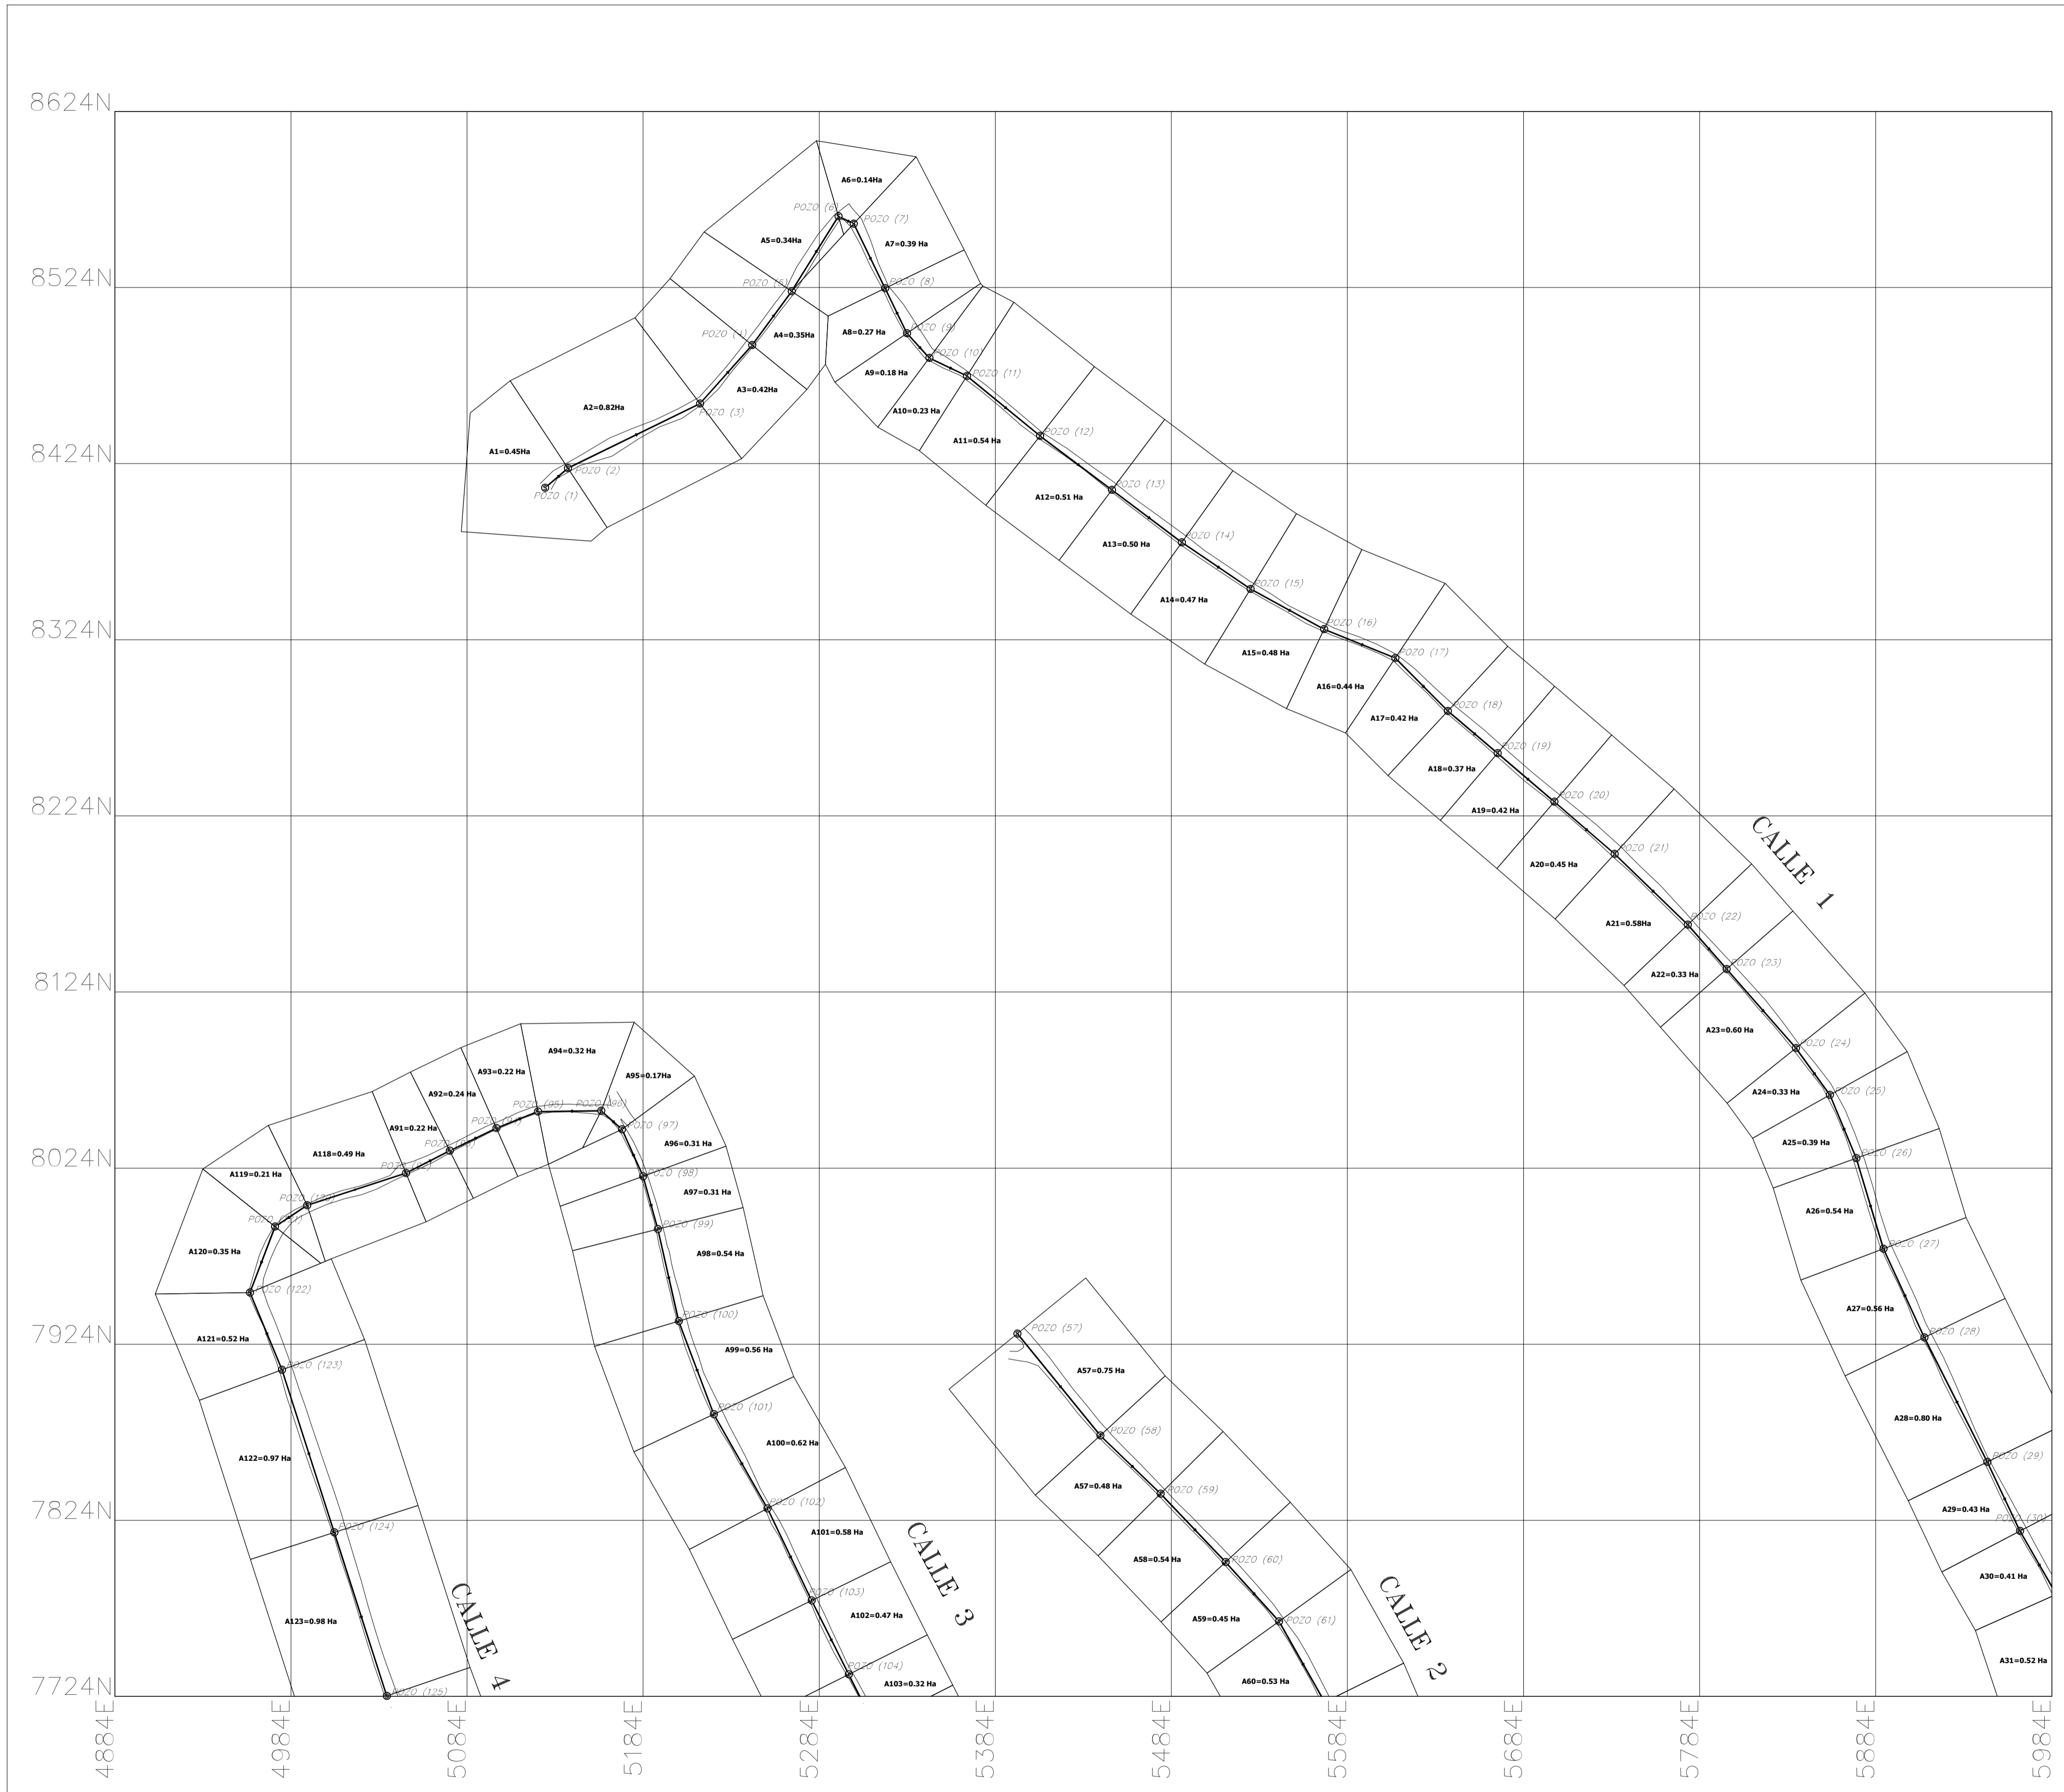 8624N
8524N
8424N
8324N
8224N
8124N
8024N
7924N
7824N
7724N
4884E
4984E
5084E
5184E
5284E
5384E
5484E
5584E
5684E
5784E
5884E
5984E
A6=0.14Ha
POZO (6)
POZO (7)
A5=0.34Ha
A7=0.39 Ha
POZO (5)
POZO (8)
POZO (4)
A4=0.35Ha
A8=0.27 Ha
POZO (9)
POZO (10)
A9=0.18 Ha
POZO (11)
A3=0.42Ha
A2=0.82Ha
POZO (3)
A10=0.23 Ha
A1=0.45Ha
POZO (2)
POZO (1)
A11=0.54 Ha
POZO (12)
A12=0.51 Ha
POZO (13)
A13=0.50 Ha
POZO (14)
A14=0.47 Ha
POZO (15)
A15=0.48 Ha
POZO (16)
A16=0.44 Ha
POZO (17)
A17=0.42 Ha
POZO (18)
A18=0.37 Ha
POZO (19)
A19=0.42 Ha
POZO (20)
A20=0.45 Ha
POZO (21)
CALLE 1
A21=0.58Ha
POZO (22)
A22=0.33 Ha
POZO (23)
A23=0.60 Ha
POZO (24)
A24=0.33 Ha
POZO (25)
A25=0.39 Ha
POZO (26)
A26=0.54 Ha
POZO (27)
A27=0.56 Ha
POZO (28)
A28=0.80 Ha
POZO (29)
A29=0.43 Ha
POZO (30)
A30=0.41 Ha
A31=0.52 Ha
A94=0.32 Ha
A93=0.22 Ha
A95=0.17Ha
A92=0.24 Ha
POZO (95)
POZO (96)
A91=0.22 Ha
POZO (97)
A96=0.31 Ha
A118=0.49 Ha
A119=0.21 Ha
POZO (98)
A97=0.31 Ha
POZO (99)
A120=0.35 Ha
A98=0.54 Ha
POZO (122)
POZO (100)
A121=0.52 Ha
A99=0.56 Ha
POZO (123)
POZO (101)
A100=0.62 Ha
A122=0.97 Ha
POZO (102)
POZO (124)
A101=0.58 Ha
CALLE 3
POZO (103)
A102=0.47 Ha
A123=0.98 Ha
CALLE 4
POZO (104)
A103=0.32 Ha
POZO (125)
POZO (57)
A57=0.75 Ha
POZO (58)
A57=0.48 Ha
POZO (59)
A58=0.54 Ha
POZO (60)
A59=0.45 Ha
POZO (61)
CALLE 2
A60=0.53 Ha